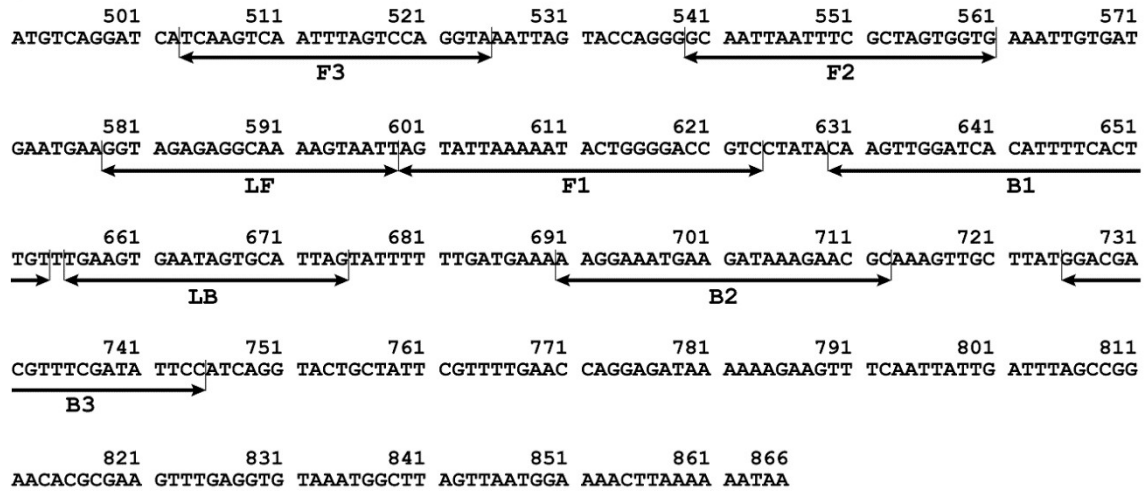 501 511 521 531 541 551 561 571
ATGTCAGGAT CATCAAGTCA ATTTAGTCCA GGTAAATTAG TACCAGGGGC AATTAATTTCG CTAGTGGTG AAATTGTGAT
F3 F2
581 591 601 611 621 631 641 651
GAATGAAGGT AGAGAGGCAA AAGTAATTAG TATTAAAAAT ACTGGGGACC GTCCTATACA AGTTGGATCA CATTTTCACT
LF F1 B1
661 671 681 691 701 711 721 731
TGTTTGAAGT GAATAGTGCA TTAGTATTTT TTGATGAAAA AAGGAAATGAA GATAAAGAAC GCAAAGTTGC TTATGGACGA
LB B2
741 751 761 771 781 791 801 811
CGTTTCGATA TTCCATCAGG TACTGCTATT CGTTTTGAAC CAGGAGATAA AAAAGAAGTT TCAATTATTG ATTTAGCCGG
B3
821 831 841 851 861 866
AACACGCGAA GTTTGAGGTG TAAATGGCTT AGTTAATGGA AAACTTAAAA AATAA